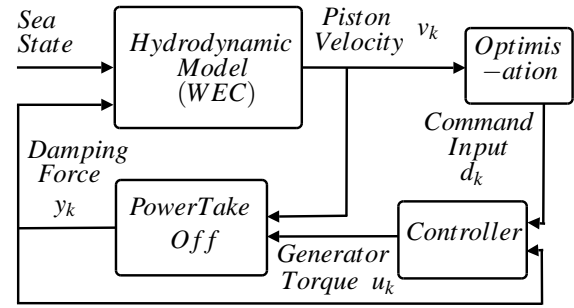 Sea
State
Hydrodynamic
Model
(WEC)
Piston
Velocity v_k
Optimis
-ation
Command
Input
d_k
Damping
Force
y_k
PowerTake
Off
Generator
Torque u_k
Controller